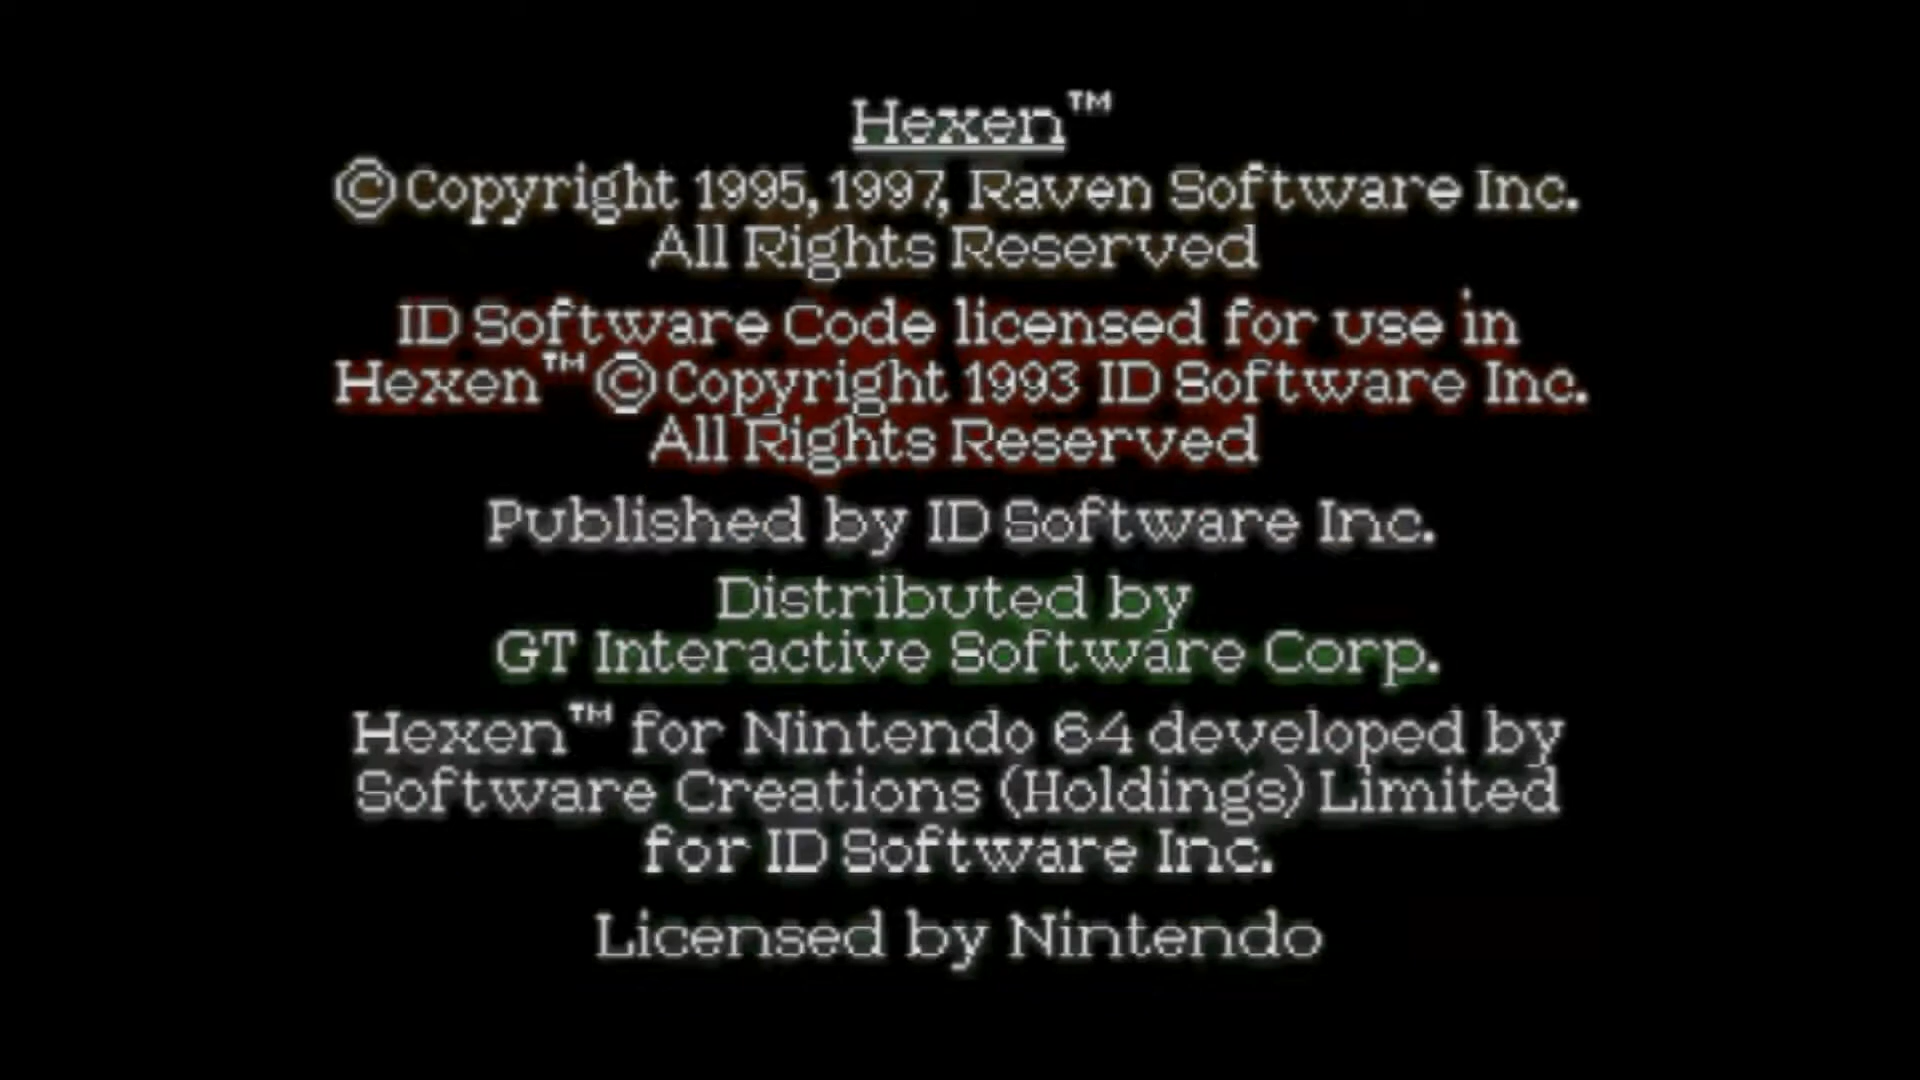 Hexen™
©Copyright 1995, 1997, Raven Software Inc.
All Rights Reserved
ID Software Code licensed for use in
Hexen™ ©Copyright 1993 ID Software Inc.
All Rights Reserved
Published by ID Software Inc.
Distributed by
GT Interactive Software Corp.
Hexen™ for Nintendo 64 developed by
Software Creations (Holdings) Limited
for ID Software Inc.
Licensed by Nintendo